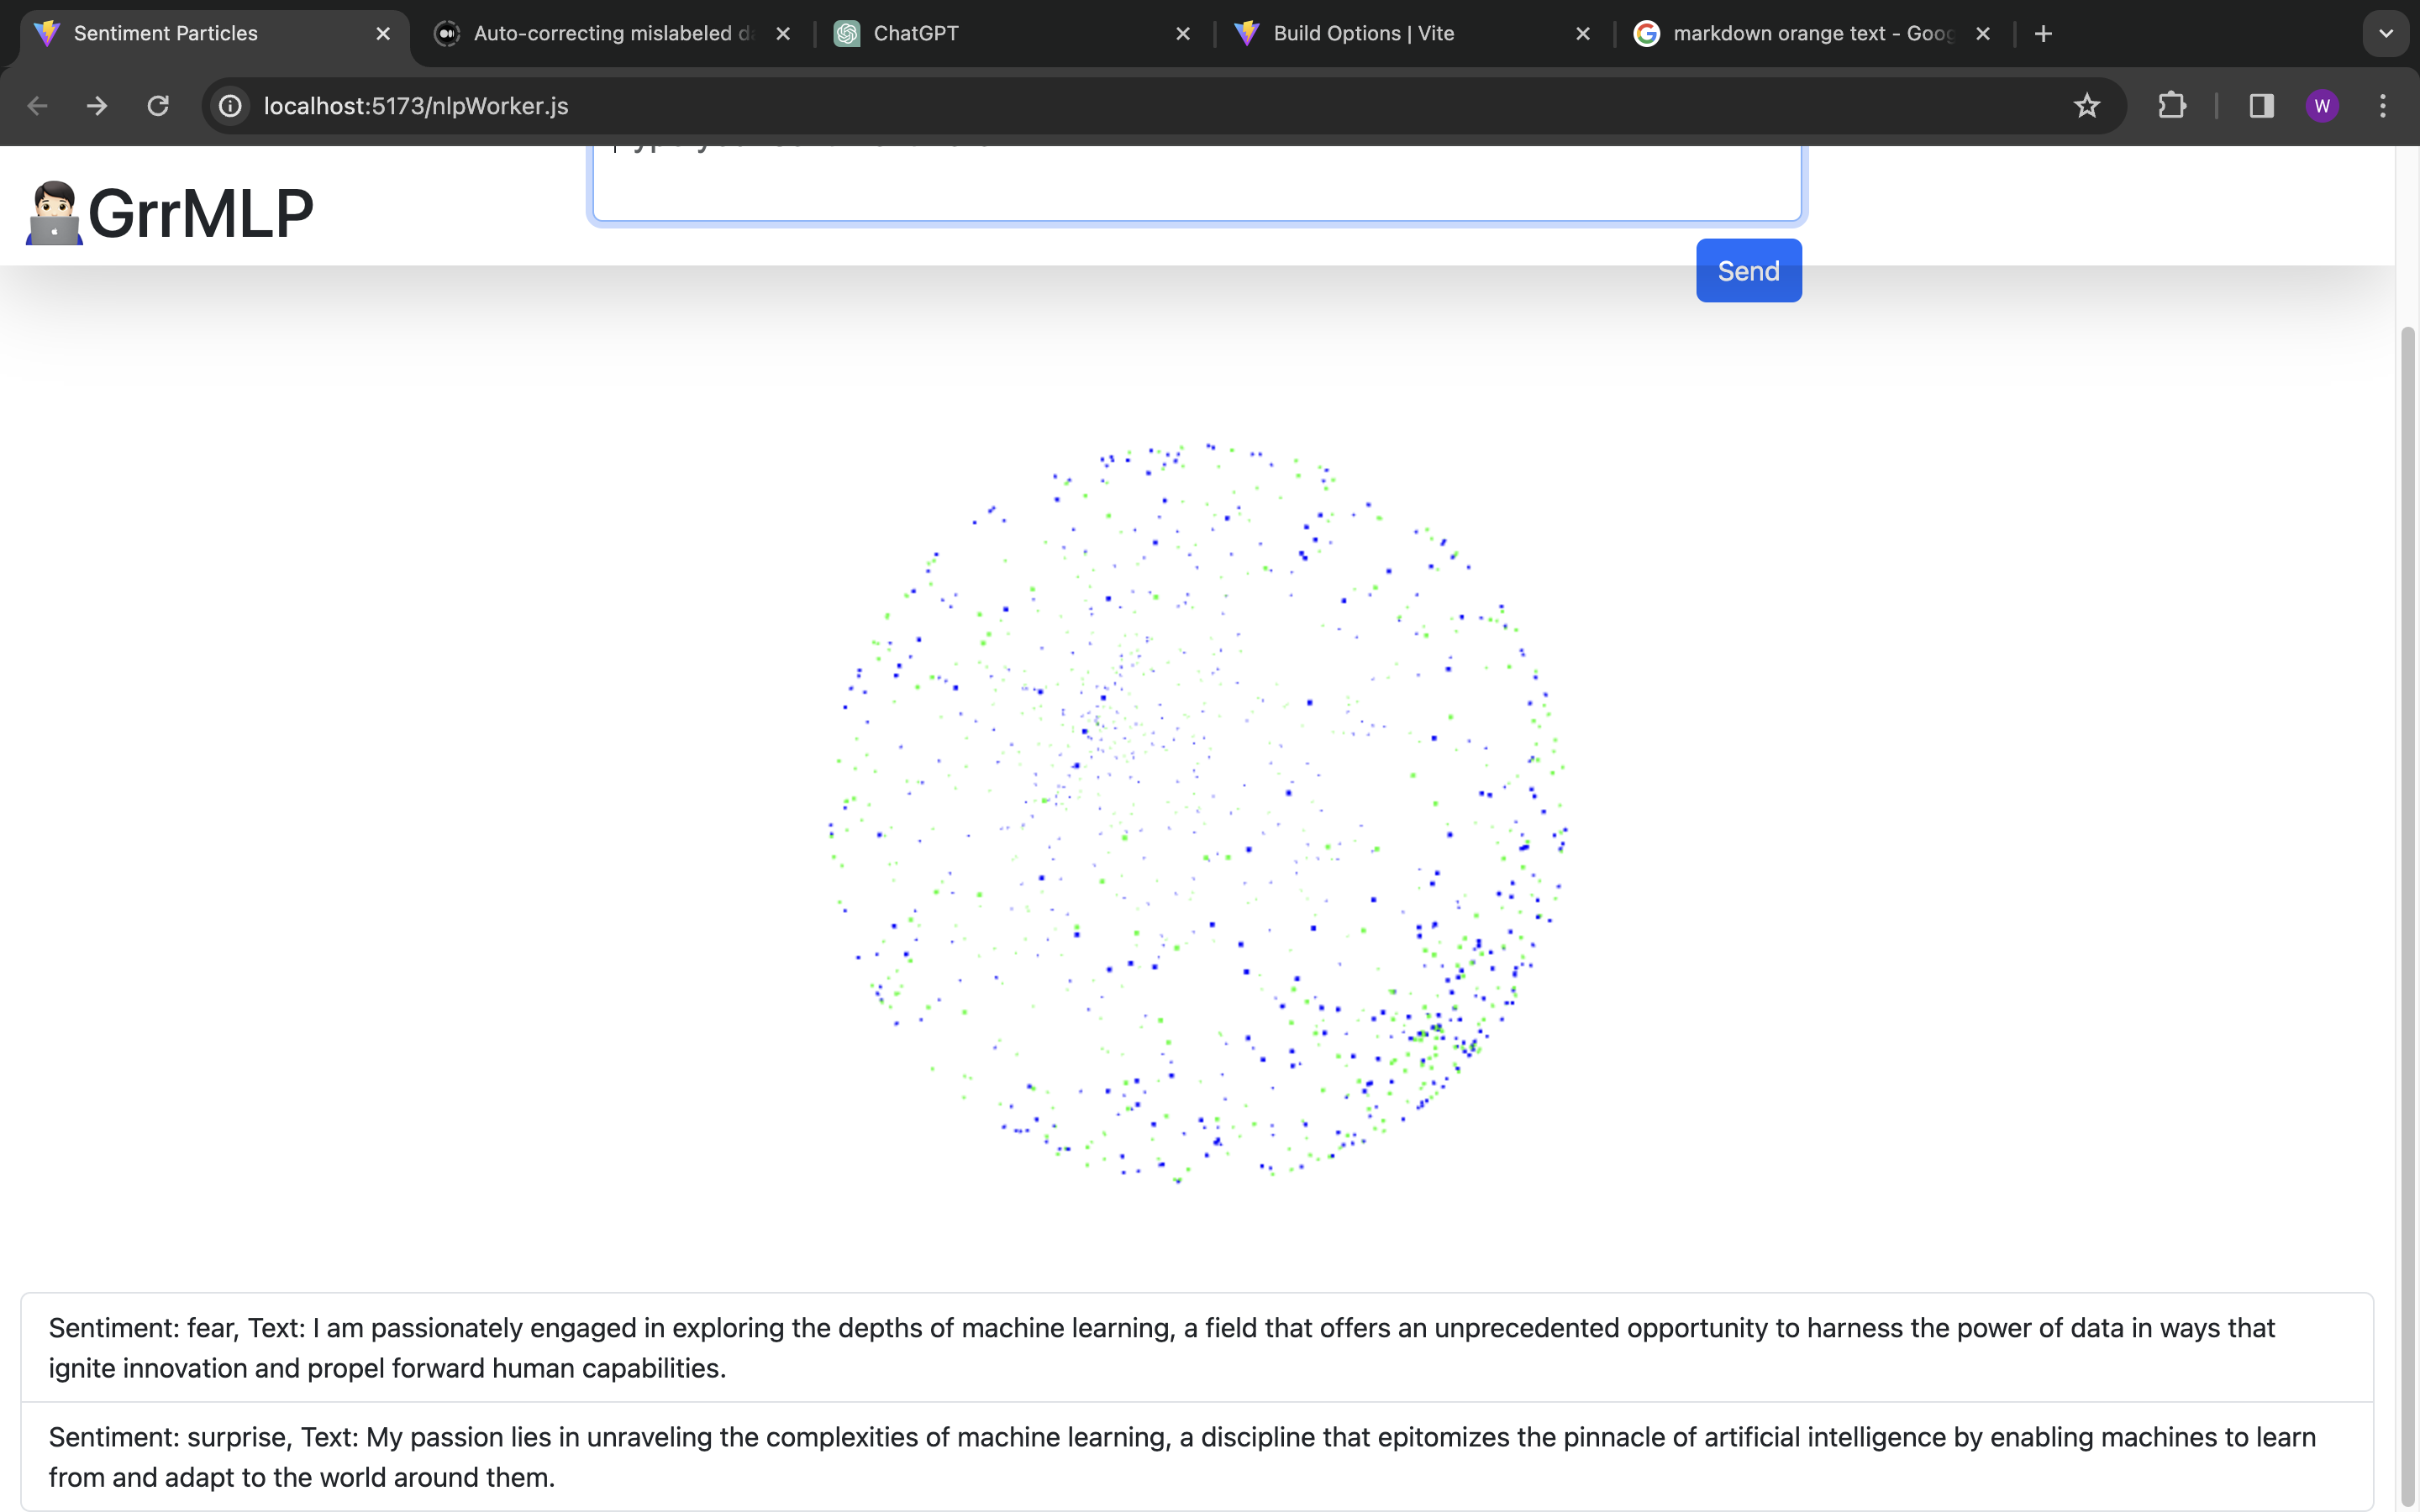 Sentiment Particles
Auto-correcting mislabeled d
ChatGPT
Build Options | Vite
markdown orange text - Goog
localhost:5173/nlpWorker.js
W
GrrMLP
Send
Sentiment: fear, Text: I am passionately engaged in exploring the depths of machine learning, a field that offers an unprecedented opportunity to harness the power of data in ways that
ignite innovation and propel forward human capabilities.
Sentiment: surprise, Text: My passion lies in unraveling the complexities of machine learning, a discipline that epitomizes the pinnacle of artificial intelligence by enabling machines to learn
from and adapt to the world around them.